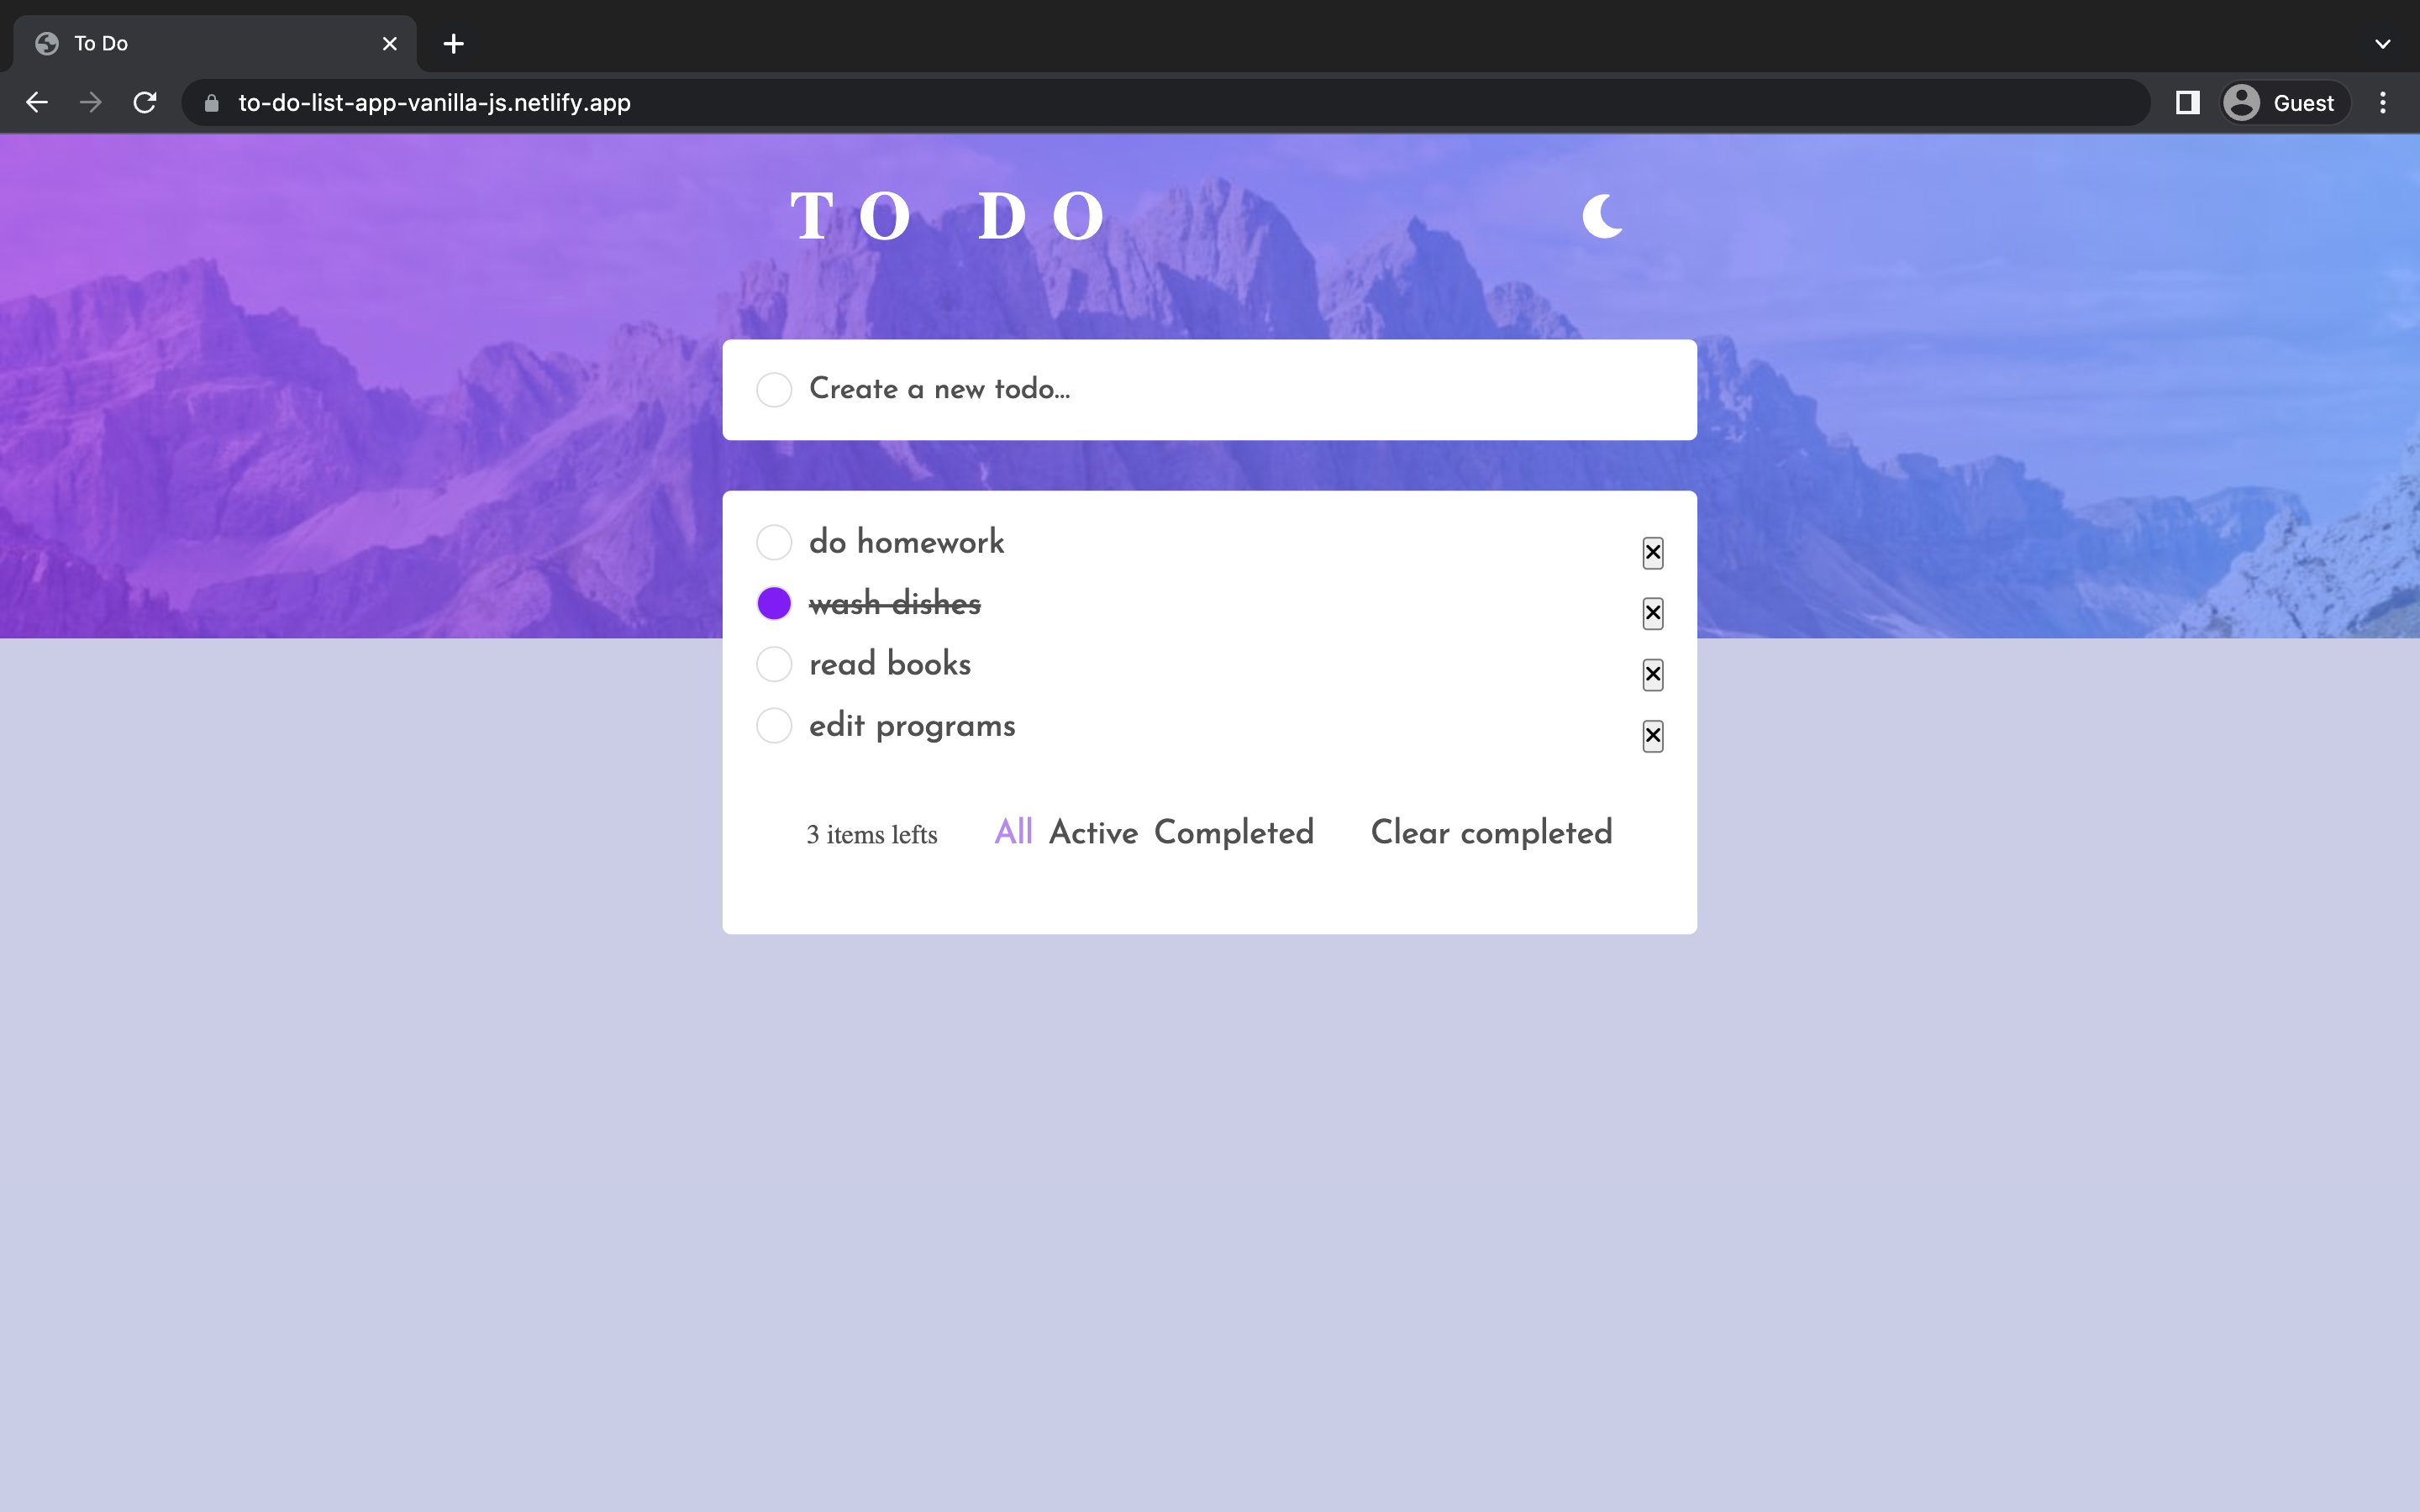 To Do
to-do-list-app-vanilla-js.netlify.app
Guest
TO DO
Create a new todo...
do homework
wash dishes
read books
edit programs
3 items lefts All Active Completed Clear completed